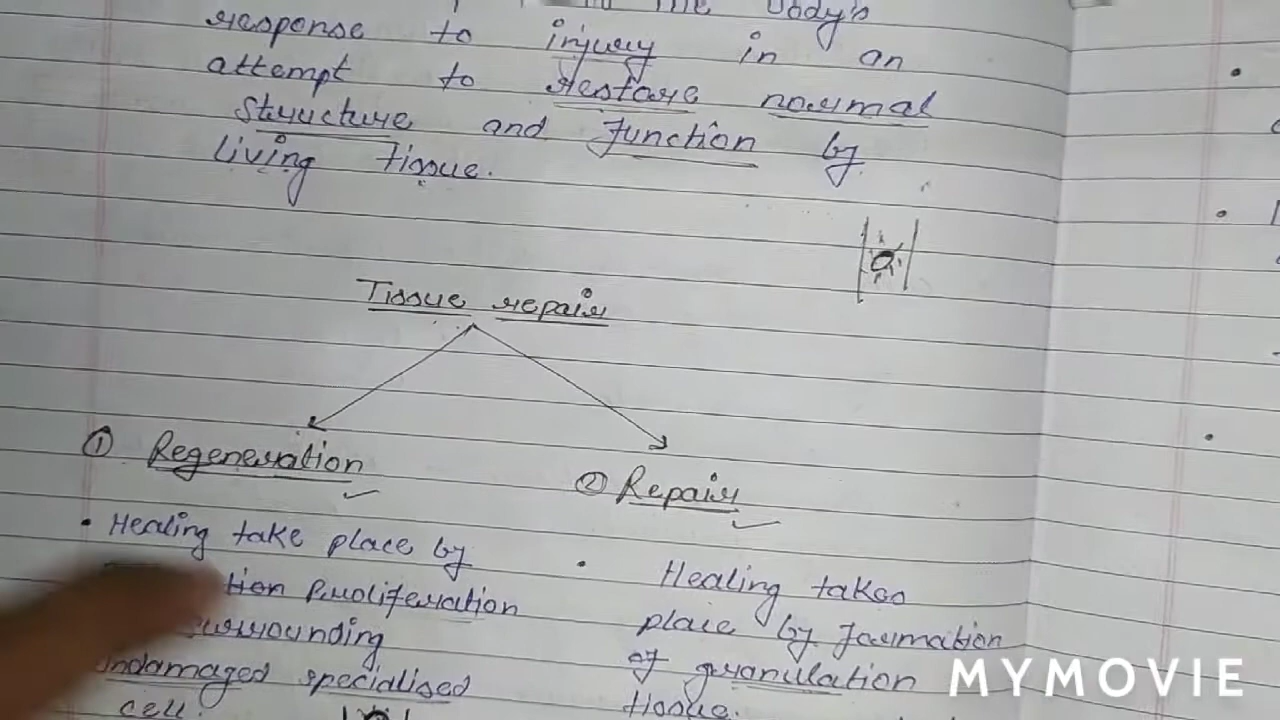 the body's
response to injury in an
attempt to restore normal
structure and function by
living tissue.
Tissue repair
① Regeneration
② Repair
• Healing take place by
proliferation
surrounding
undamaged specialised
cell.
• Healing takes
place by formation
of granulation
tissue.
MYMOVIE